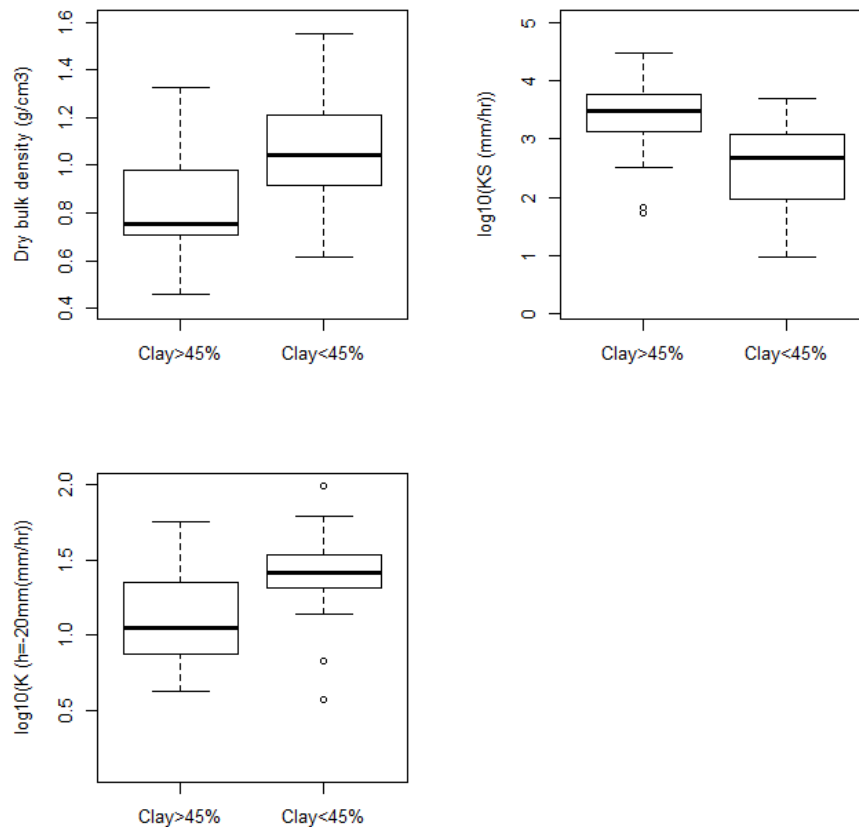 Dry bulk density (g/cm3)
1.6
1.4
1.2
1.0
0.8
0.6
0.4
Clay>45%
Clay<45%
log10(KS (mm/hr))
5
4
3
2
1
0
Clay>45%
Clay<45%
log10(K (h=-20mm(mm/hr))
2.0
1.5
1.0
0.5
Clay>45%
Clay<45%